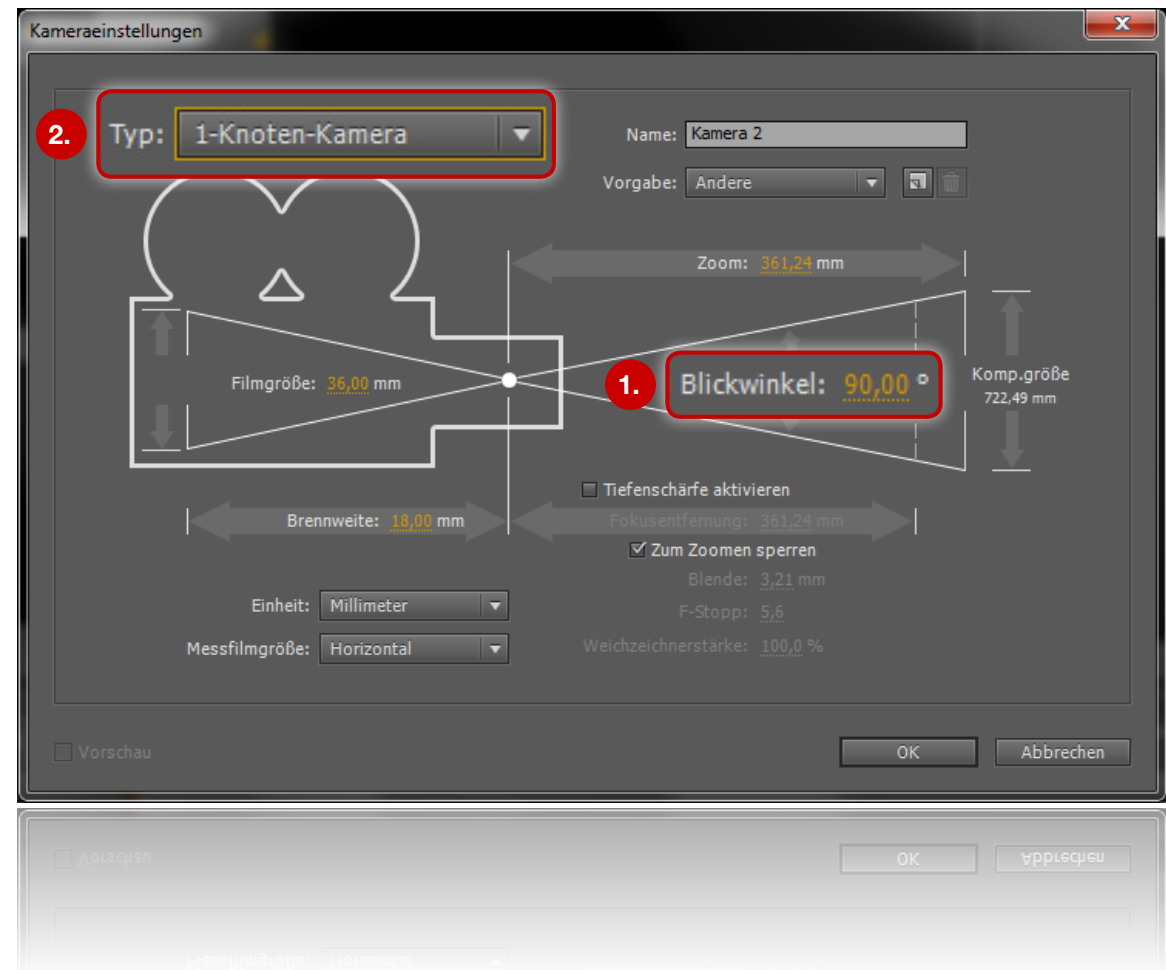 Kameraeinstellungen
X
2.
Typ: 1-Knoten-Kamera
Name: Kamera 2
Vorgabe: Andere
Zoom: 361,24 mm
Filmgröße: 36,00 mm
1.
Blickwinkel: 90,00 °
Komp.größe
722,49 mm
Tiefenschärfe aktivieren
Brennweite: 18,00 mm
Fokusentfernung: 361,24 mm
Zum Zoomen sperren
Blende: 3,21 mm
Einheit: Millimeter
F-Stopp: 5,6
Messfilmgröße: Horizontal
Weichzeichnerstärke: 100,0 %
Vorschau
OK
Abbrechen